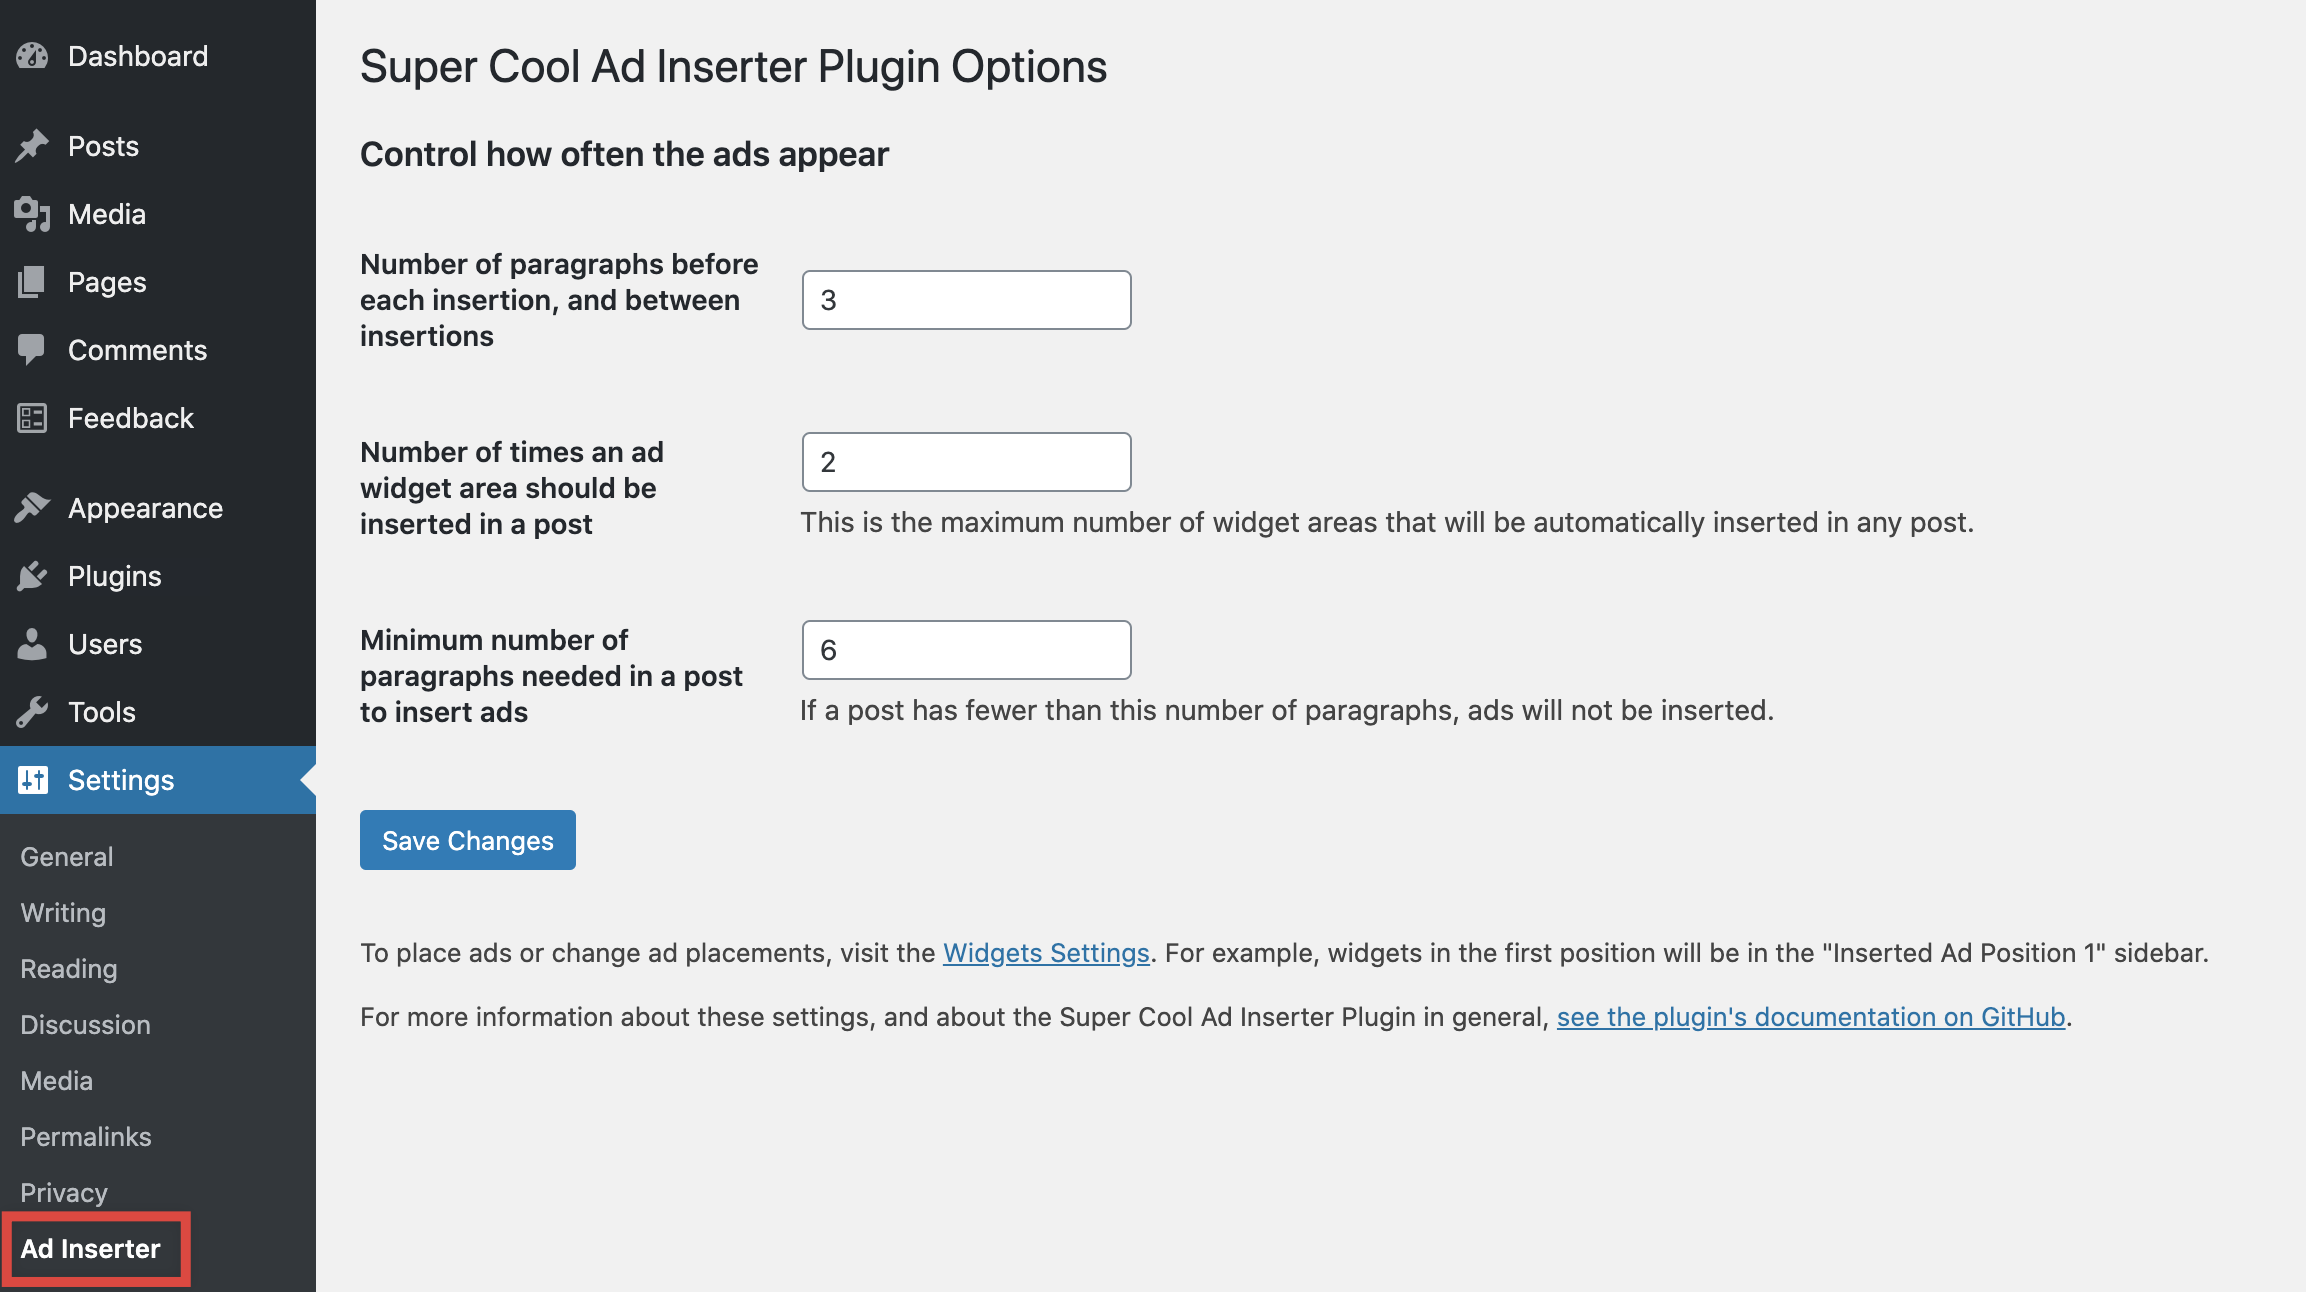 Dashboard
Posts
Media
Pages
Comments
Feedback
Appearance
Plugins
Users
Tools
Settings
General
Writing
Reading
Discussion
Media
Permalinks
Privacy
Ad Inserter
Super Cool Ad Inserter Plugin Options
Control how often the ads appear
Number of paragraphs before
each insertion, and between
insertions
3
Number of times an ad
widget area should be
inserted in a post
2
This is the maximum number of widget areas that will be automatically inserted in any post.
Minimum number of
paragraphs needed in a post
to insert ads
6
If a post has fewer than this number of paragraphs, ads will not be inserted.
Save Changes
To place ads or change ad placements, visit the Widgets Settings. For example, widgets in the first position will be in the "Inserted Ad Position 1" sidebar.
For more information about these settings, and about the Super Cool Ad Inserter Plugin in general, see the plugin's documentation on GitHub.